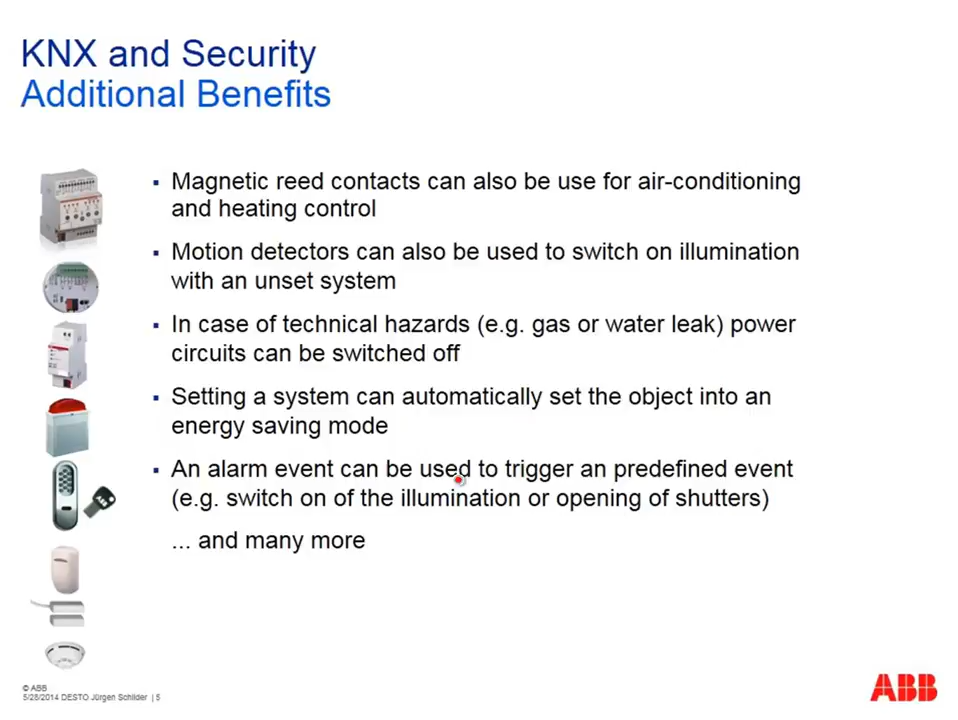 KNX and Security
Additional Benefits
▪ Magnetic reed contacts can also be use for air-conditioning
and heating control
▪ Motion detectors can also be used to switch on illumination
with an unset system
▪ In case of technical hazards (e.g. gas or water leak) power
circuits can be switched off
▪ Setting a system can automatically set the object into an
energy saving mode
▪ An alarm event can be used to trigger an predefined event
(e.g. switch on of the illumination or opening of shutters)
... and many more
© ABB
5/28/2014 DESTO Jürgen Schilder | 5
ABB